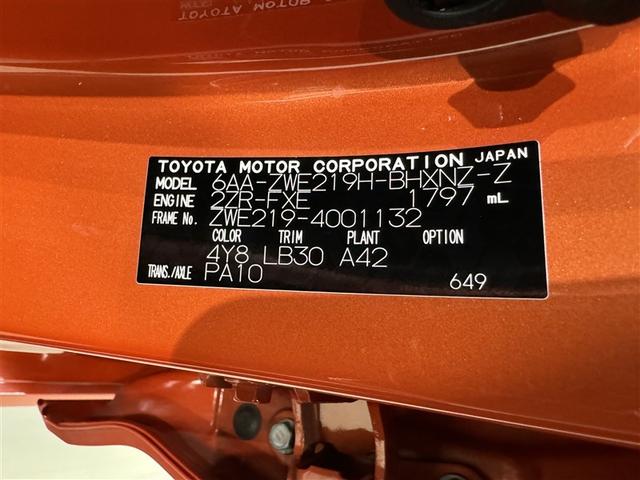 TOYOTA MOTOR CORPORATION JAPAN
MODEL 6AA-ZWE219H-BHXNZ-Z
ENGINE 2ZR-FXE 1797 mL
FRAME No. ZWE219-4001132
COLOR TRIM PLANT OPTION
4Y8 LB30 A42
TRANS./AXLE PA10 649